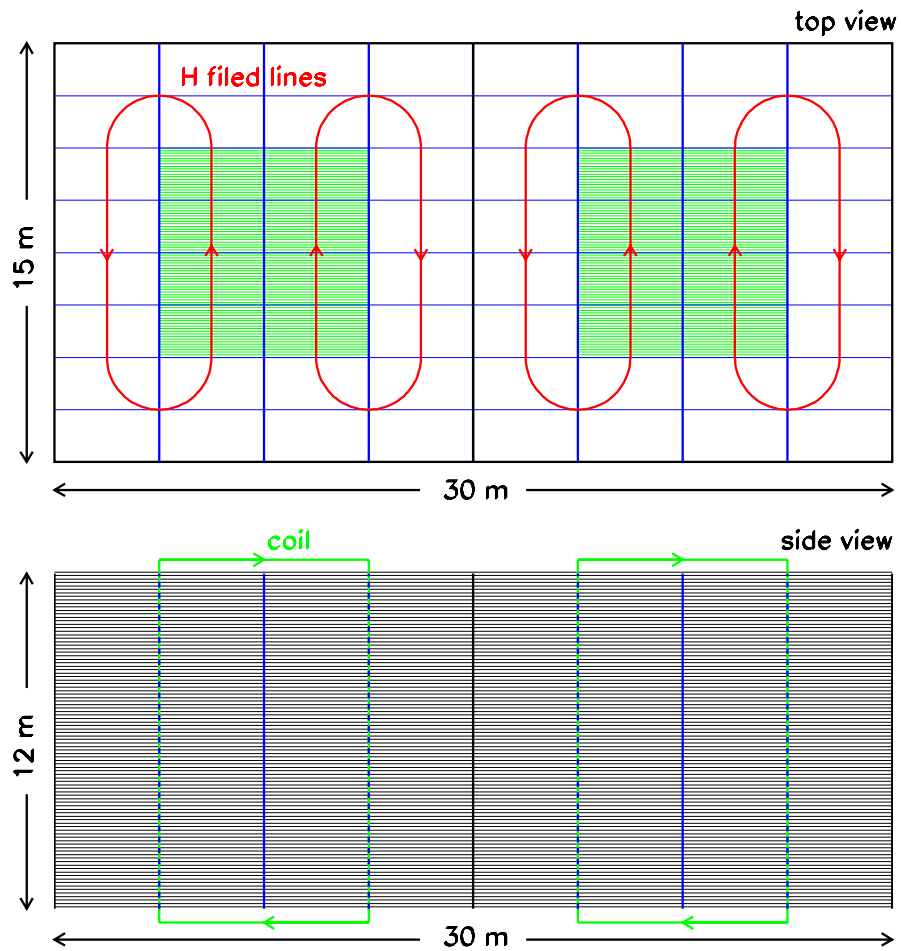 top view
H filed lines
15 m
30 m
coil
side view
12 m
30 m